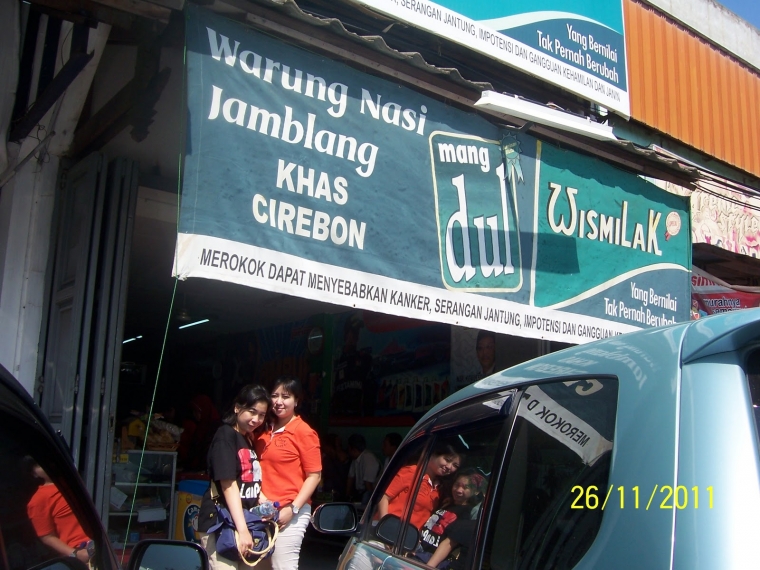 , SERANGAN JANTUNG, IMPOTENSI DAN GANGGUAN KEHAMILAN DAN JANIN
Yang Bernilai
Tak Pernah Berubah
Warung Nasi
Jamblang
KHAS
CIREBON
mang
dul
WISMILAK
Yang Bernilai
Tak Pernah Berubah
MEROKOK DAPAT MENYEBABKAN KANKER, SERANGAN JANTUNG, IMPOTENSI DAN GANGGUAN
26/11/2011